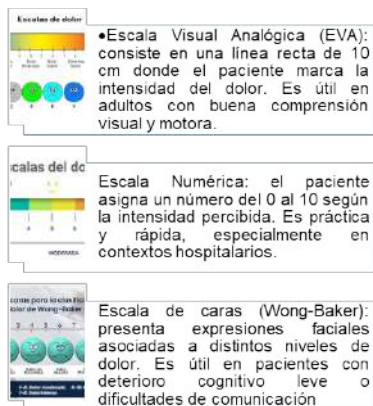 Escalas de dolor
•Escala Visual Analógica (EVA):
consiste en una línea recta de 10
cm donde el paciente marca la
intensidad del dolor. Es útil en
adultos con buena comprensión
visual y motora.
calas del do
Escala Numérica: el paciente
asigna un número del 0 al 10 según
la intensidad percibida. Es práctica
y rápida, especialmente en
contextos hospitalarios.
MODERADA
Escala de caras (Wong-Baker):
presenta expresiones faciales
asociadas a distintos niveles de
dolor. Es útil en pacientes con
deterioro cognitivo leve o
dificultades de comunicación